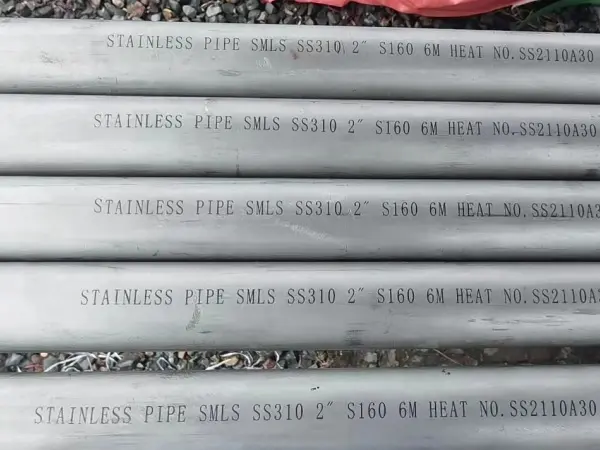 STAINLESS PIPE SMLS SS310 2" S160 6M HEAT NO.SS2110A30
STAINLESS PIPE SMLS SS310 2" S160 6M HEAT NO.SS2110A30
STAINLESS PIPE SMLS SS310 2" S160 6M HEAT NO.SS2110A3
STAINLESS PIPE SMLS SS310 2" S160 6M HEAT NO.SS2110A
STAINLESS PIPE SMLS SS310 2" S160 6M HEAT NO.SS2110A30